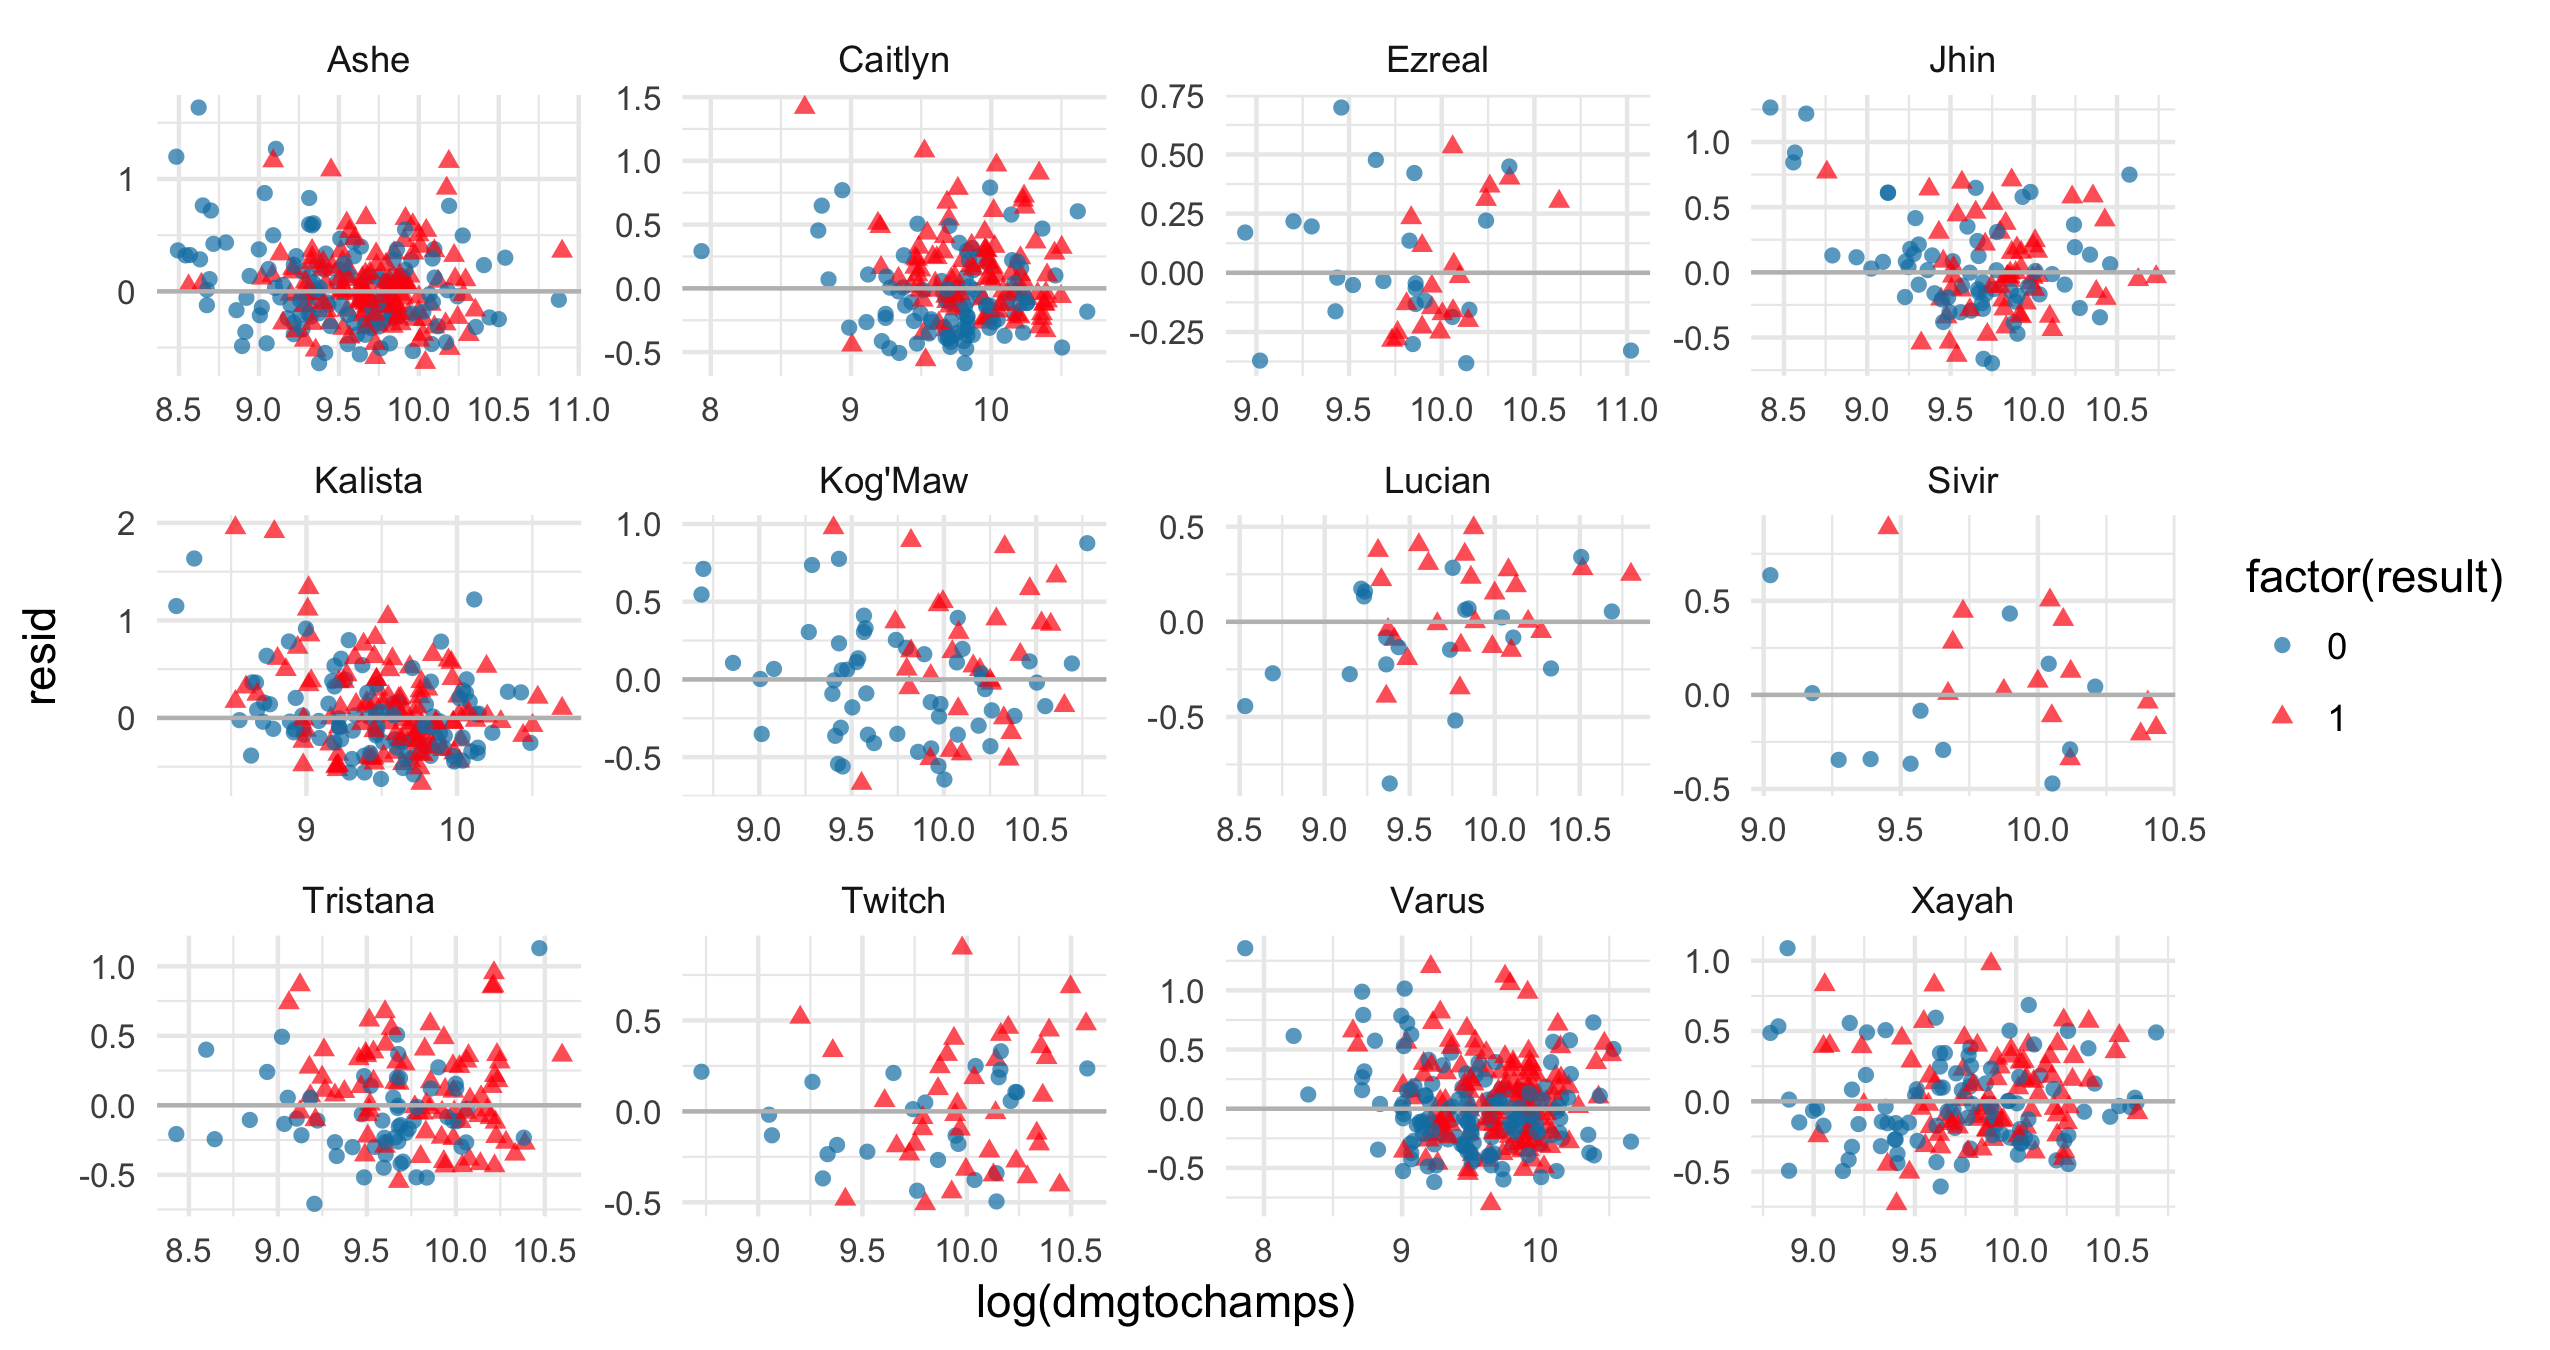 Ashe Caitlyn Ezreal Jhin
1
0
8.5 9.0 9.5 10.0 10.5 11.0
1.5
1.0
0.5
0.0
-0.5
8 9 10
0.75
0.50
0.25
0.00
-0.25
9.0 9.5 10.0 10.5 11.0
1.0
0.5
0.0
-0.5
8.5 9.0 9.5 10.0 10.5
Kalista Kog'Maw Lucian Sivir
2
1
0
9 10
1.0
0.5
0.0
-0.5
9.0 9.5 10.0 10.5
0.5
0.0
-0.5
8.5 9.0 9.5 10.0 10.5
0.5
0.0
-0.5
9.0 9.5 10.0 10.5
Tristana Twitch Varus Xayah
1.0
0.5
0.0
-0.5
8.5 9.0 9.5 10.0 10.5
0.5
0.0
-0.5
9.0 9.5 10.0 10.5
1.0
0.5
0.0
-0.5
8 9 10
1.0
0.5
0.0
-0.5
9.0 9.5 10.0 10.5
resid
log(dmgtochamps)
factor(result)
0
1